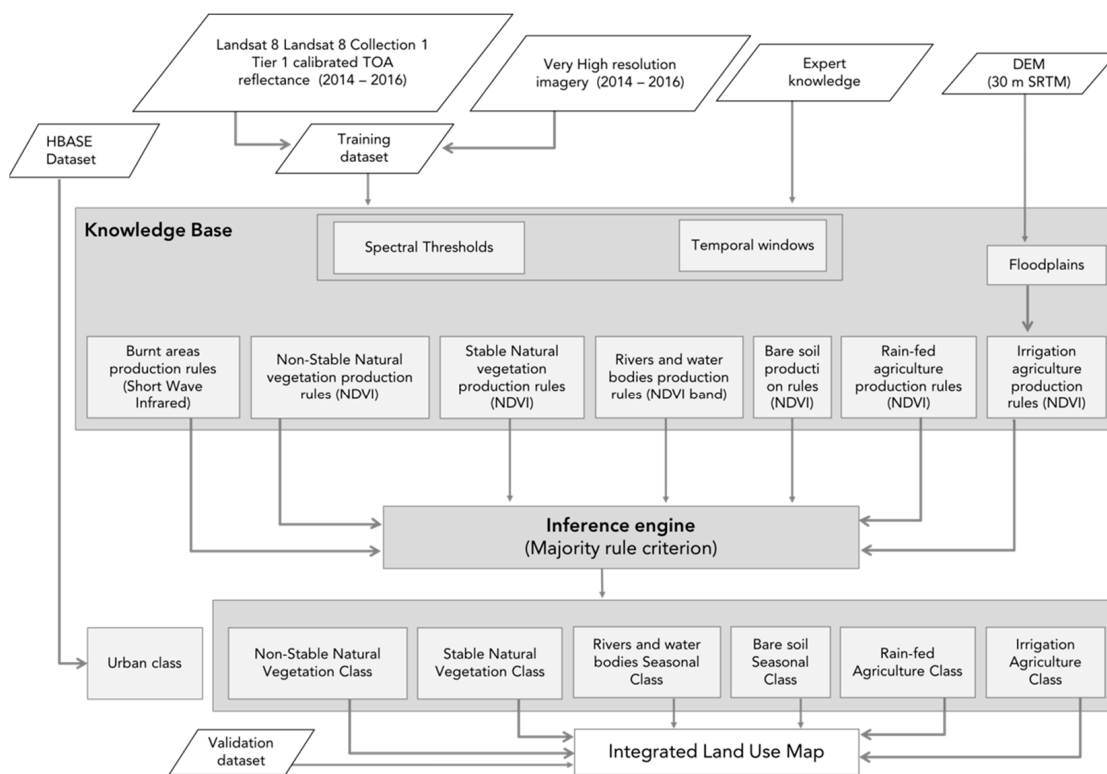 Landsat 8 Landsat 8 Collection 1
Tier 1 calibrated TOA
reflectance (2014 – 2016)
Very High resolution
imagery (2014 – 2016)
Expert
knowledge
DEM
(30 m SRTM)
HBASE
Dataset
Training
dataset
Knowledge Base
Spectral Thresholds
Temporal windows
Floodplains
Burnt areas
production rules
(Short Wave
Infrared)
Non-Stable Natural
vegetation production
rules (NDVI)
Stable Natural
vegetation
production rules
(NDVI)
Rivers and water
bodies production
rules (NDVI band)
Bare soil
producti
on rules
(NDVI)
Rain-fed
agriculture
production rules
(NDVI)
Irrigation
agriculture
production
rules (NDVI)
Inference engine
(Majority rule criterion)
Urban class
Non-Stable Natural
Vegetation Class
Stable Natural
Vegetation Class
Rivers and water
bodies Seasonal
Class
Bare soil
Seasonal
Class
Rain-fed
Agriculture Class
Irrigation
Agriculture
Class
Validation
dataset
Integrated Land Use Map